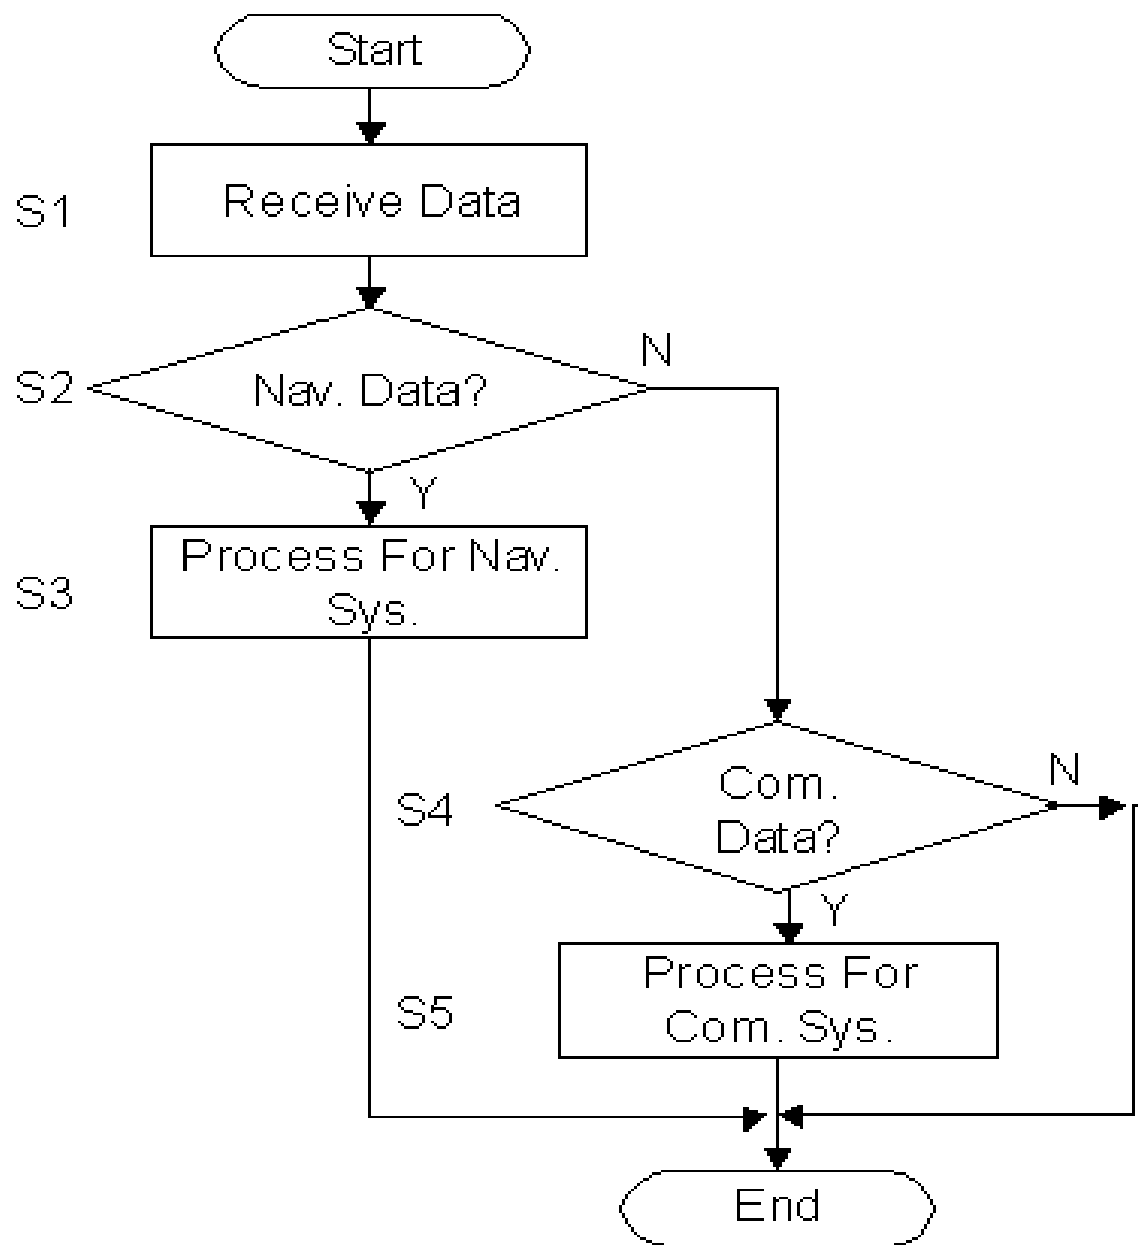 Start
S1
Receive Data
N
S2
Nav. Data?
Y
Process For Nav.
Sys.
S3
N
Com.
Data?
S4
Y
Process For
Com. Sys.
S5
End